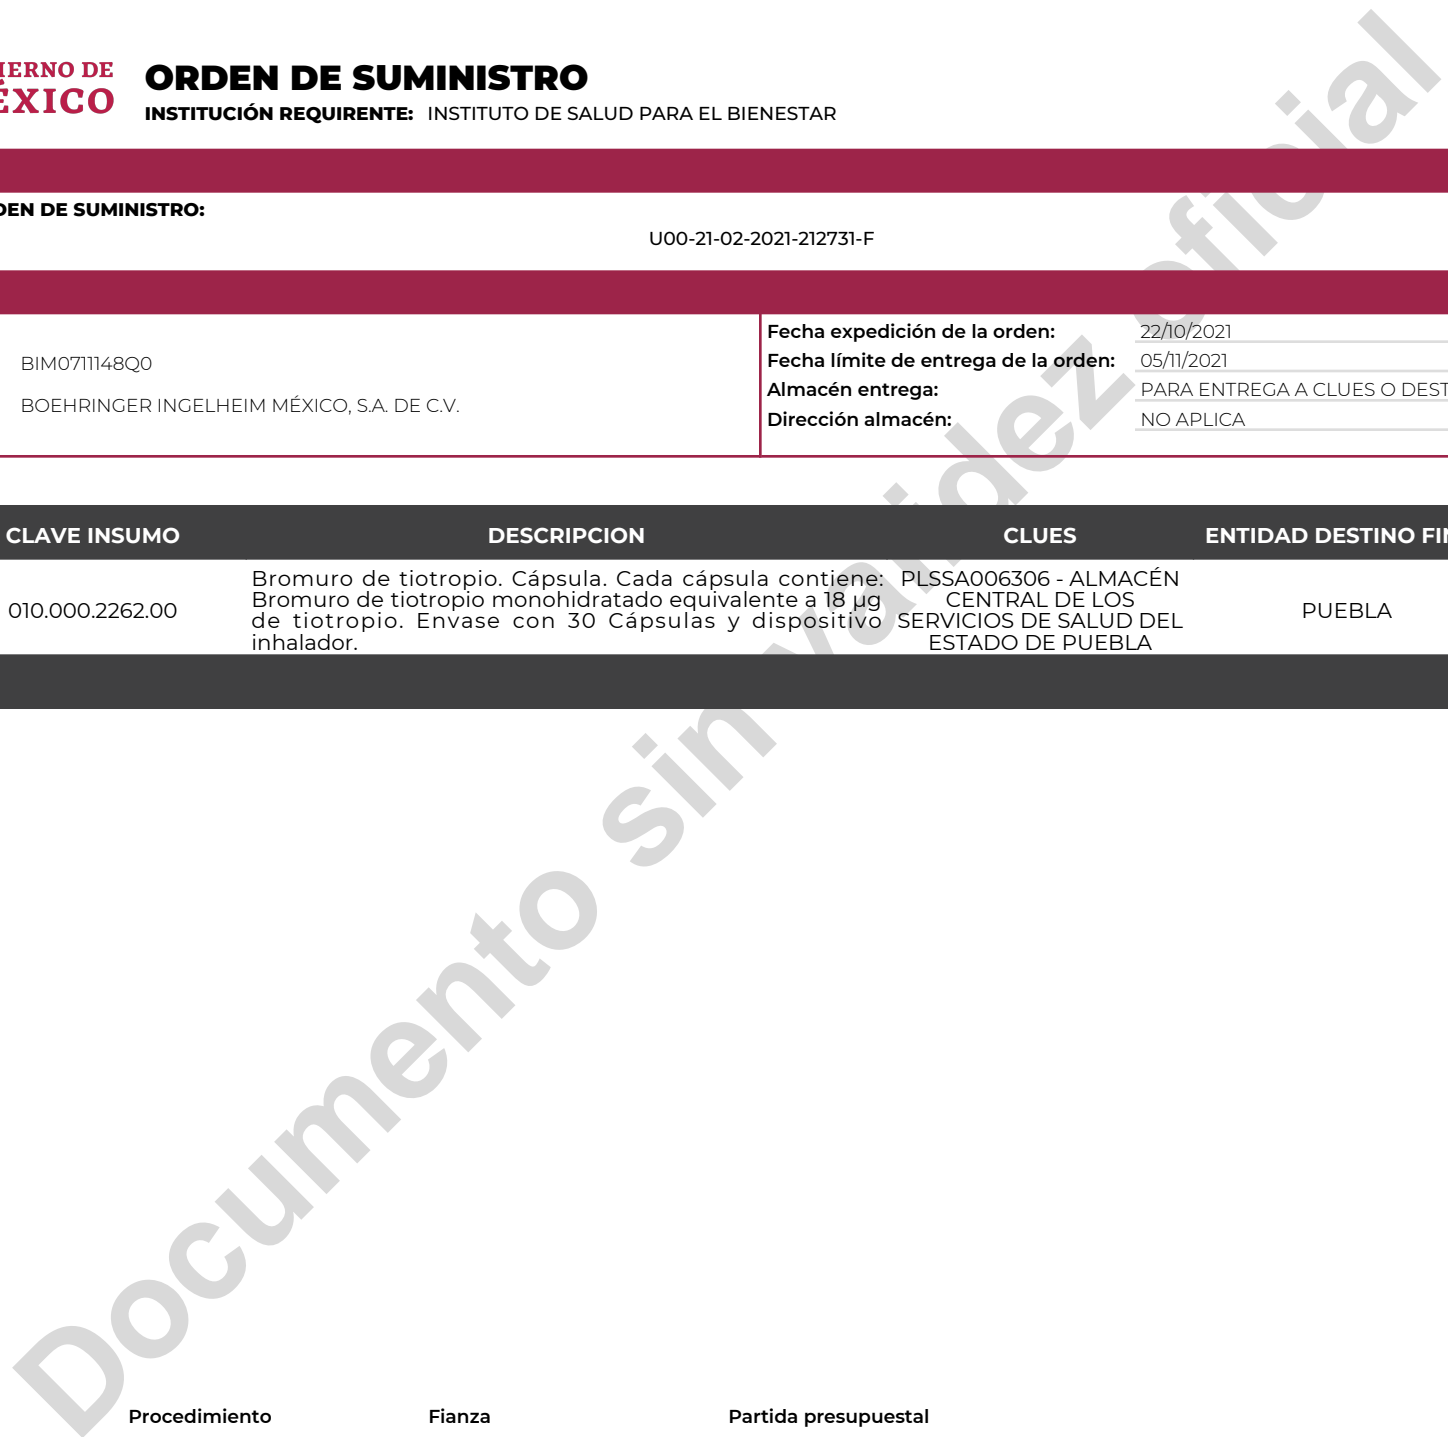 IERNO DE
ÉXICO
ORDEN DE SUMINISTRO
INSTITUCIÓN REQUIRENTE: INSTITUTO DE SALUD PARA EL BIENESTAR
DEN DE SUMINISTRO:
U00-21-02-2021-212731-F
BIM0711148Q0
BOEHRINGER INGELHEIM MÉXICO, S.A. DE C.V.
Fecha expedición de la orden: 22/10/2021
Fecha límite de entrega de la orden: 05/11/2021
Almacén entrega: PARA ENTREGA A CLUES O DEST
Dirección almacén: NO APLICA
CLAVE INSUMO DESCRIPCION CLUES ENTIDAD DESTINO FIN
010.000.2262.00
Bromuro de tiotropio. Cápsula. Cada cápsula contiene:
Bromuro de tiotropio monohidratado equivalente a 18 µg
de tiotropio. Envase con 30 Cápsulas y dispositivo
inhalador.
PLSSA006306 - ALMACÉN
CENTRAL DE LOS
SERVICIOS DE SALUD DEL
ESTADO DE PUEBLA
PUEBLA
Documento sin validez oficial
Procedimiento Fianza Partida presupuestal